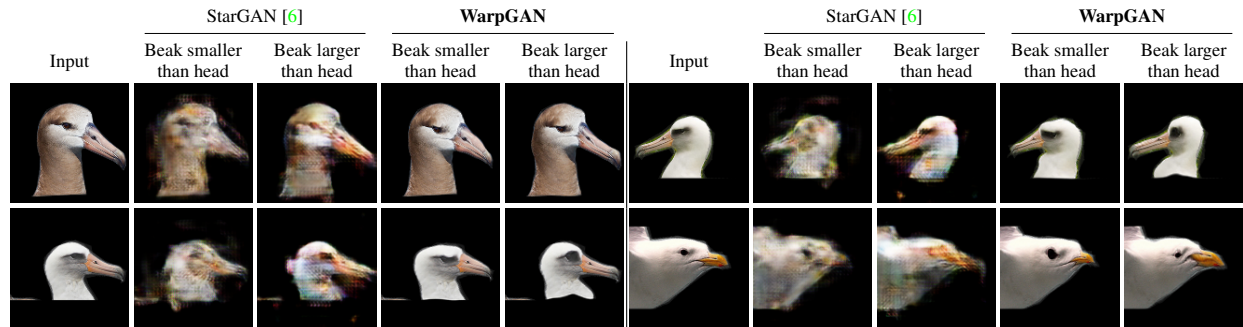 StarGAN [6]
WarpGAN
StarGAN [6]
WarpGAN
Input
Beak smaller
than head
Beak larger
than head
Beak smaller
than head
Beak larger
than head
Input
Beak smaller
than head
Beak larger
than head
Beak smaller
than head
Beak larger
than head